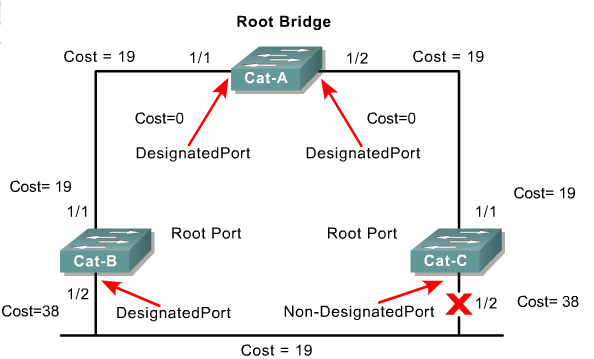 Root Bridge
Cost = 19
1/1
1/2
Cost = 19
Cat-A
Cost=0
Cost=0
DesignatedPort
DesignatedPort
Cost= 19
Cost= 19
1/1
1/1
Root Port
Root Port
Cat-B
Cat-C
1/2
Cost=38
DesignatedPort
Non-DesignatedPort
1/2
Cost= 38
Cost = 19